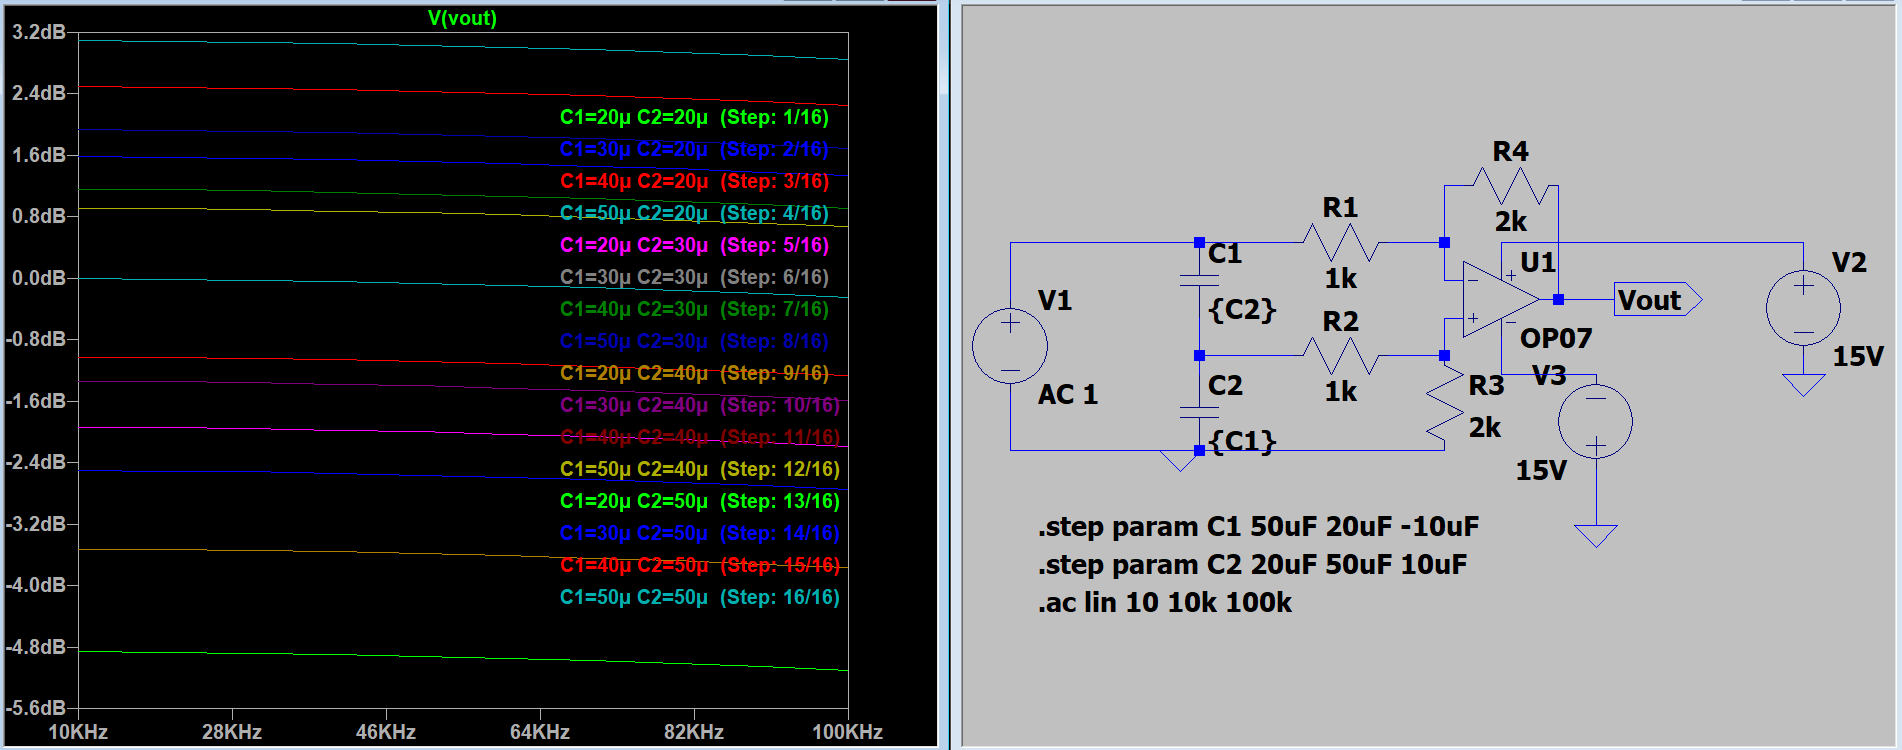 V(vout)
3.2dB
2.4dB
1.6dB
0.8dB
0.0dB
-0.8dB
-1.6dB
-2.4dB
-3.2dB
-4.0dB
-4.8dB
-5.6dB
10KHz 28KHz 46KHz 64KHz 82KHz 100KHz
C1=20µ C2=20µ (Step: 1/16)
C1=30µ C2=20µ (Step: 2/16)
C1=40µ C2=20µ (Step: 3/16)
C1=50µ C2=20µ (Step: 4/16)
C1=20µ C2=30µ (Step: 5/16)
C1=30µ C2=30µ (Step: 6/16)
C1=40µ C2=30µ (Step: 7/16)
C1=50µ C2=30µ (Step: 8/16)
C1=20µ C2=40µ (Step: 9/16)
C1=30µ C2=40µ (Step: 10/16)
C1=40µ C2=40µ (Step: 11/16)
C1=50µ C2=40µ (Step: 12/16)
C1=20µ C2=50µ (Step: 13/16)
C1=30µ C2=50µ (Step: 14/16)
C1=40µ C2=50µ (Step: 15/16)
C1=50µ C2=50µ (Step: 16/16)
V1
AC 1
C1
{C2}
C2
{C1}
R1
1k
R2
1k
R4
2k
U1
OP07
R3
2k
Vout
V3
15V
V2
15V
.step param C1 50uF 20uF -10uF
.step param C2 20uF 50uF 10uF
.ac lin 10 10k 100k